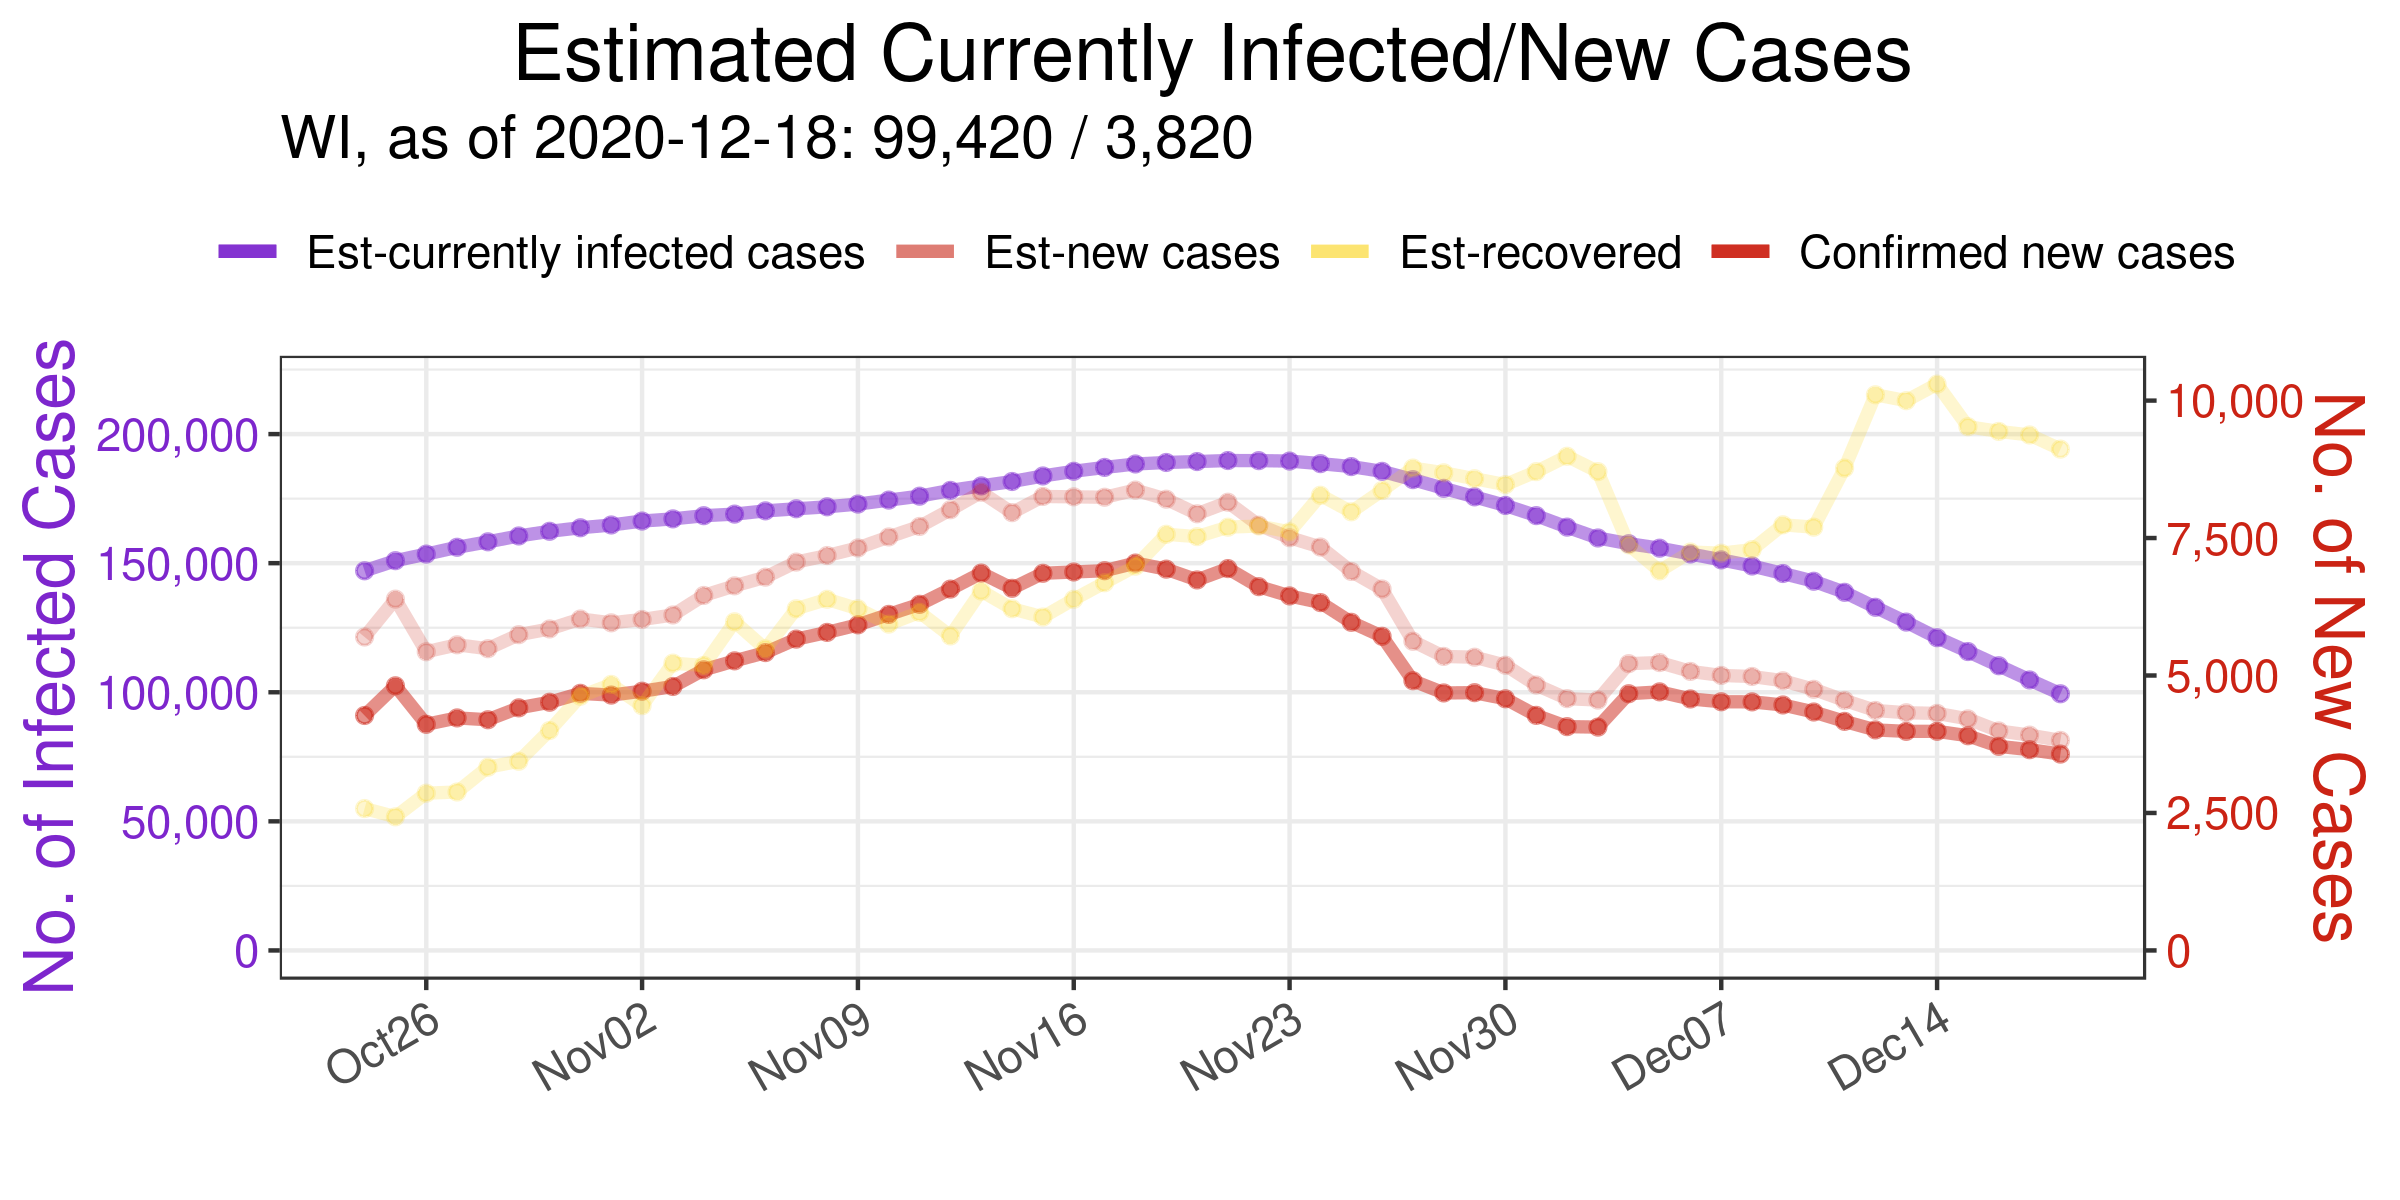 Estimated Currently Infected/New Cases
WI, as of 2020-12-18: 99,420 / 3,820
Est-currently infected cases Est-new cases Est-recovered Confirmed new cases
No. of Infected Cases
200,000
150,000
100,000
50,000
0
10,000
7,500
5,000
2,500
0
No. of New Cases
Oct26 Nov02 Nov09 Nov16 Nov23 Nov30 Dec07 Dec14